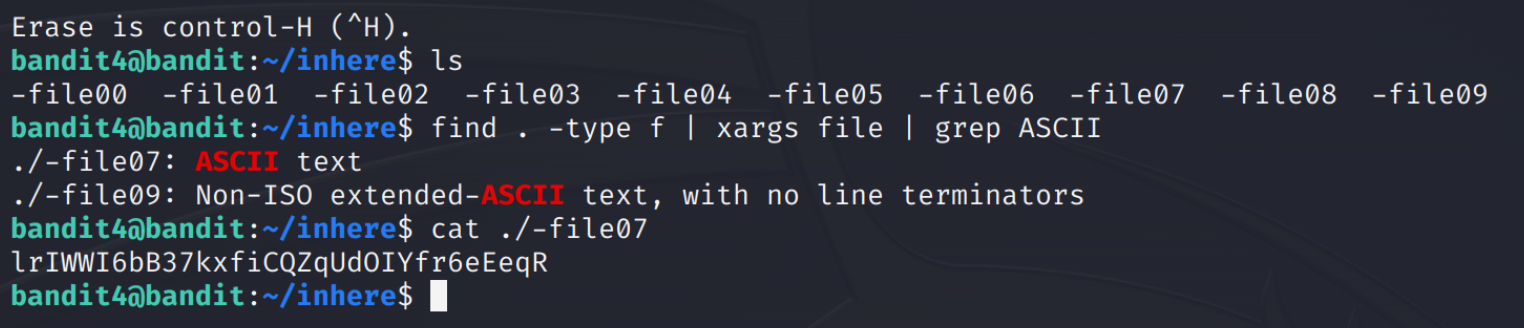 Erase is control-H (^H).
bandit4@bandit:~/inhere$ ls
-file00  -file01  -file02  -file03  -file04  -file05  -file06  -file07  -file08  -file09
bandit4@bandit:~/inhere$ find . -type f | xargs file | grep ASCII
./-file07: ASCII text
./-file09: Non-ISO extended-ASCII text, with no line terminators
bandit4@bandit:~/inhere$ cat ./-file07
lrIWWI6bB37kxfiCQZqUdOIYfr6eEeqR
bandit4@bandit:~/inhere$